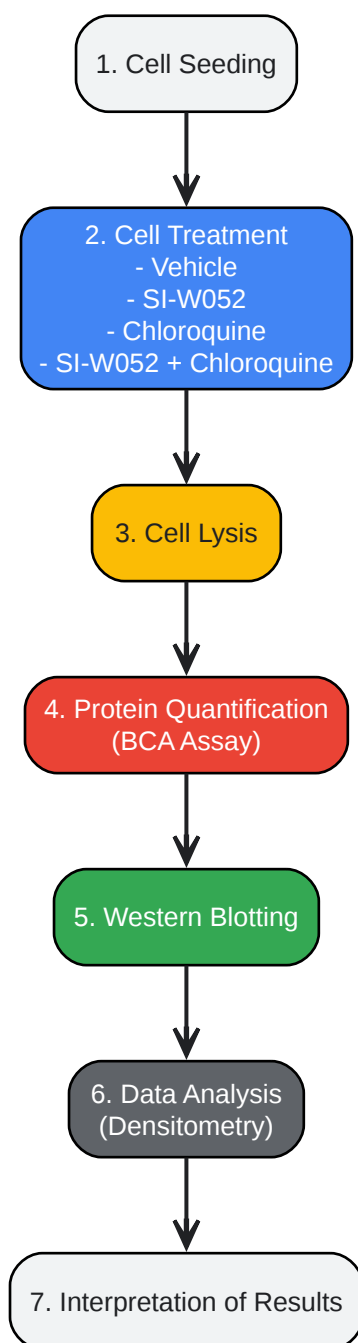 1. Cell Seeding
2. Cell Treatment
- Vehicle
- SI-W052
- Chloroquine
- SI-W052 + Chloroquine
3. Cell Lysis
4. Protein Quantification
(BCA Assay)
5. Western Blotting
6. Data Analysis
(Densitometry)
7. Interpretation of Results